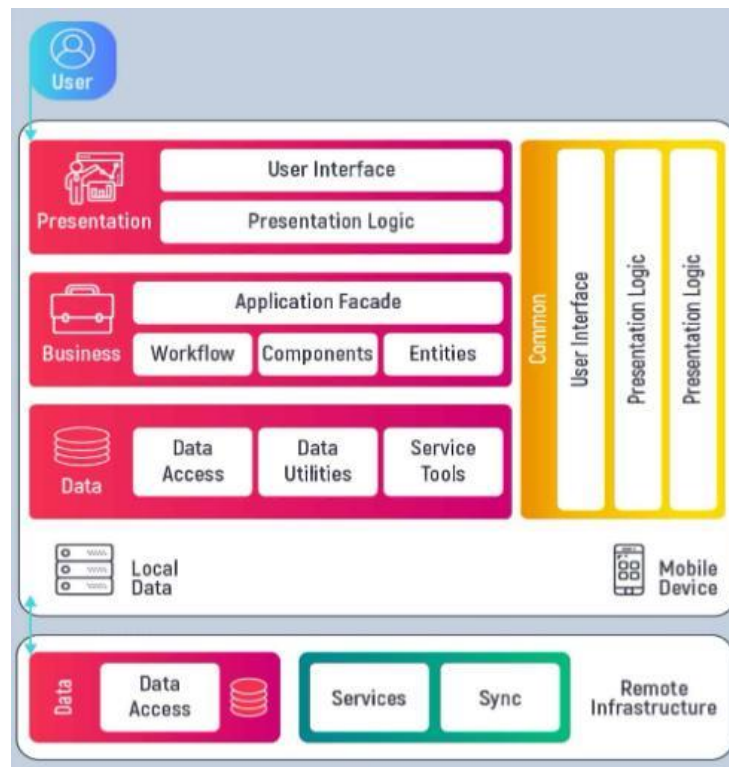 User
User Interface
Presentation
Presentation Logic
Application Facade
Business
Workflow
Components
Entities
Data
Data
Access
Data
Utilities
Service
Tools
Common
User Interface
Presentation Logic
Presentation Logic
Local
Data
Mobile
Device
Data
Data
Access
Services
Sync
Remote
Infrastructure